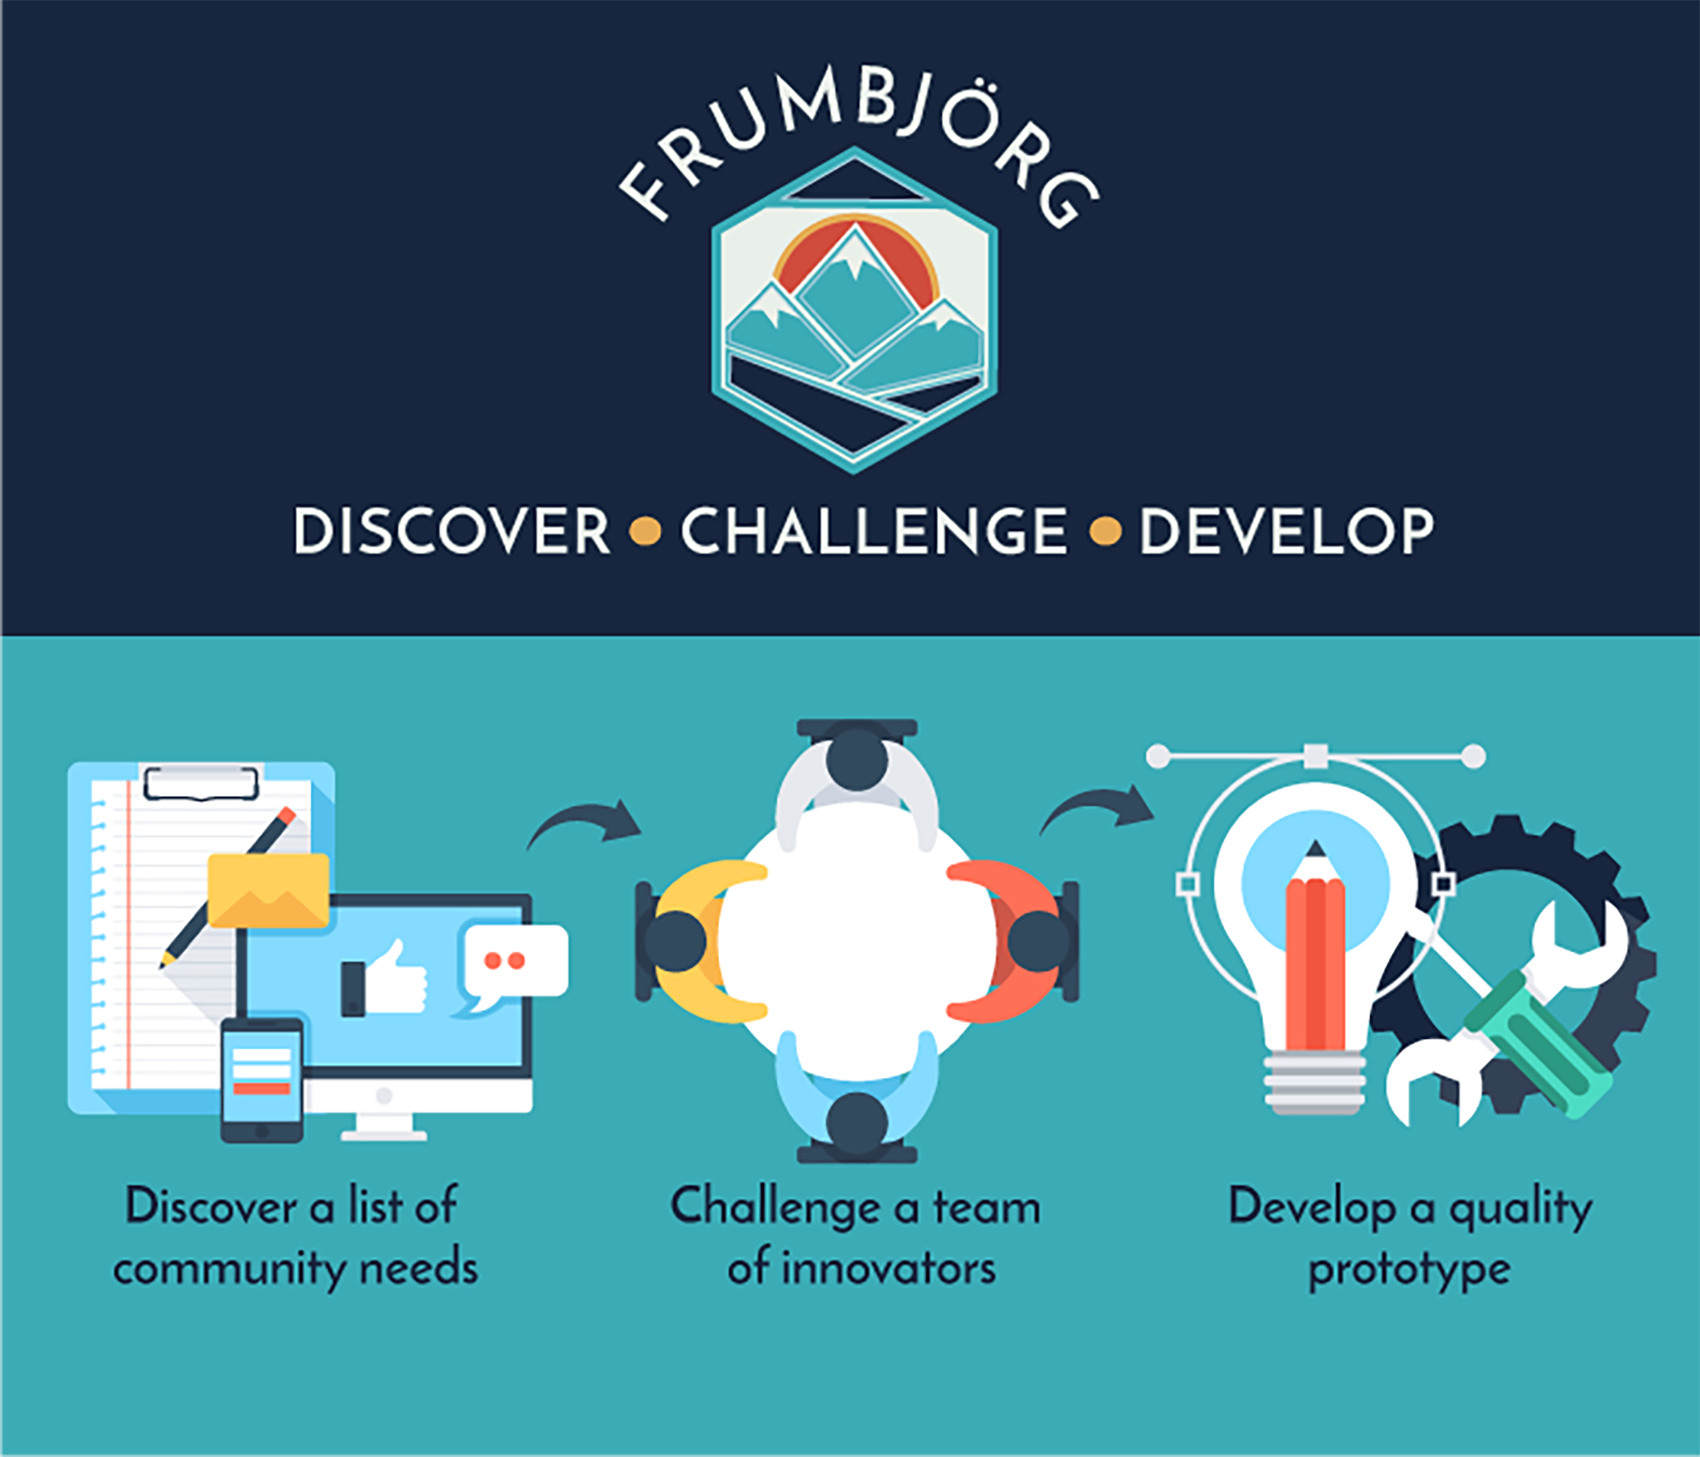 FRUMBJÖRG
DISCOVER • CHALLENGE • DEVELOP
Discover a list of
community needs
Challenge a team
of innovators
Develop a quality
prototype